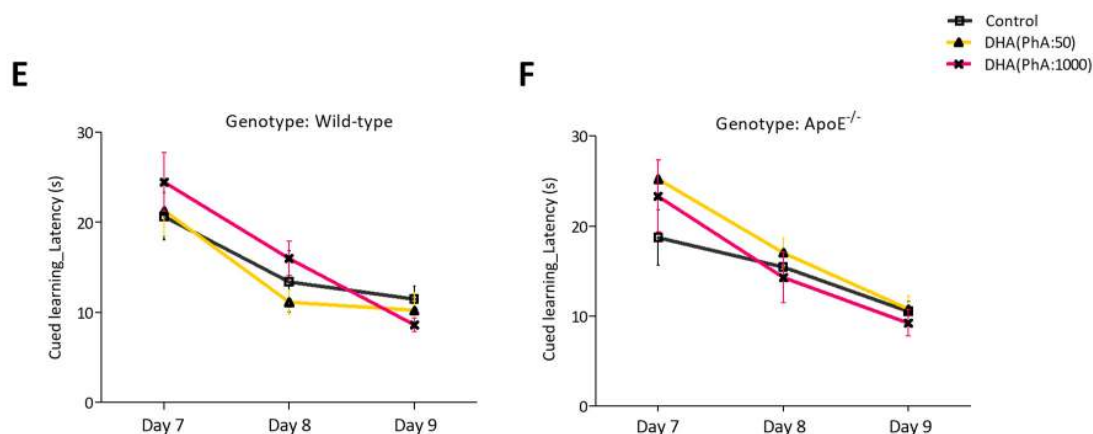 Control
DHA(PhA:50)
DHA(PhA:1000)
E
F
Genotype: Wild-type
Genotype: ApoE-/-
Cued learning_Latency (s)
30
20
10
0
Day 7
Day 8
Day 9
Cued learning_Latency (s)
30
20
10
0
Day 7
Day 8
Day 9